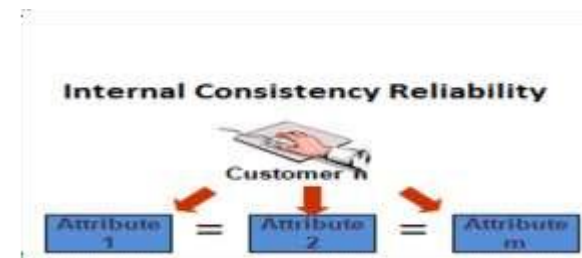 Internal Consistency Reliability
Customer n
Attribute 1 = Attribute 2 = Attribute m